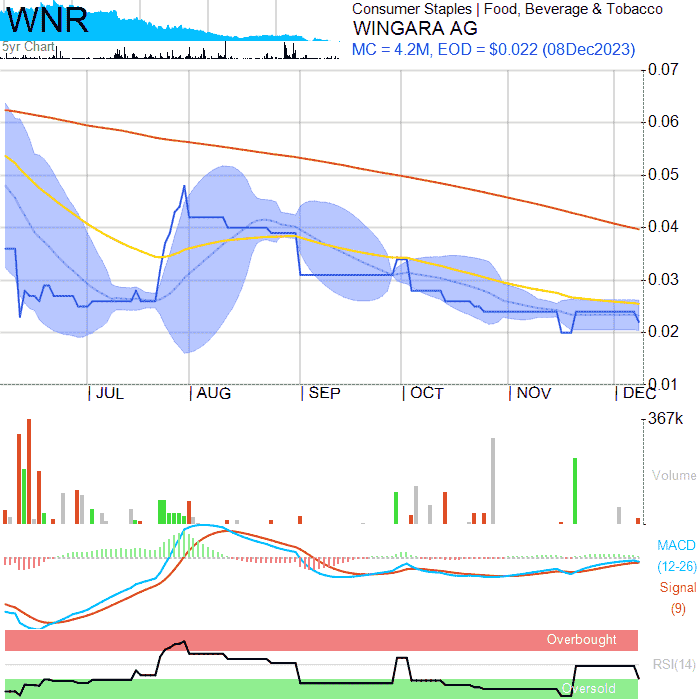 WNR
5yr Chart
Consumer Staples | Food, Beverage & Tobacco
WINGARA AG
MC = 4.2M, EOD = $0.022 (08Dec2023)
0.07
0.06
0.05
0.04
0.03
0.02
0.01
| JUL | AUG | SEP | OCT | NOV | DEC
367k
Volume
MACD
(12-26)
Signal
(9)
Overbought
RSI(14)
Oversold